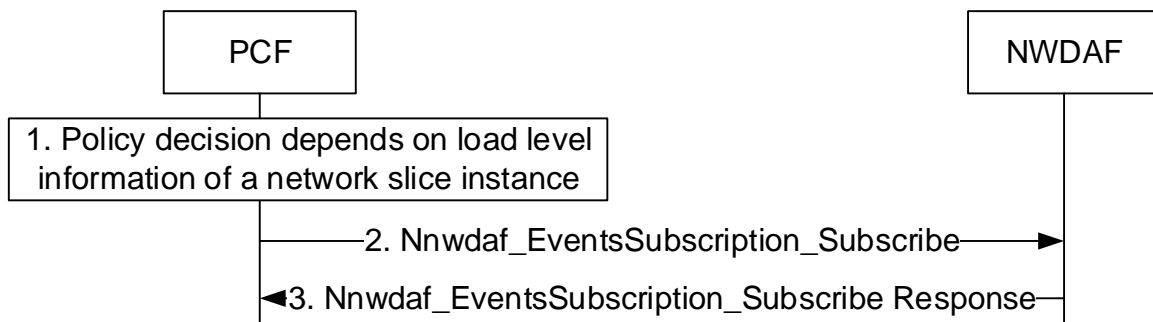 PCF
NWDAF
1. Policy decision depends on load level
information of a network slice instance
2. Nnwdaf_EventsSubscription_Subscribe
3. Nnwdaf_EventsSubscription_Subscribe Response